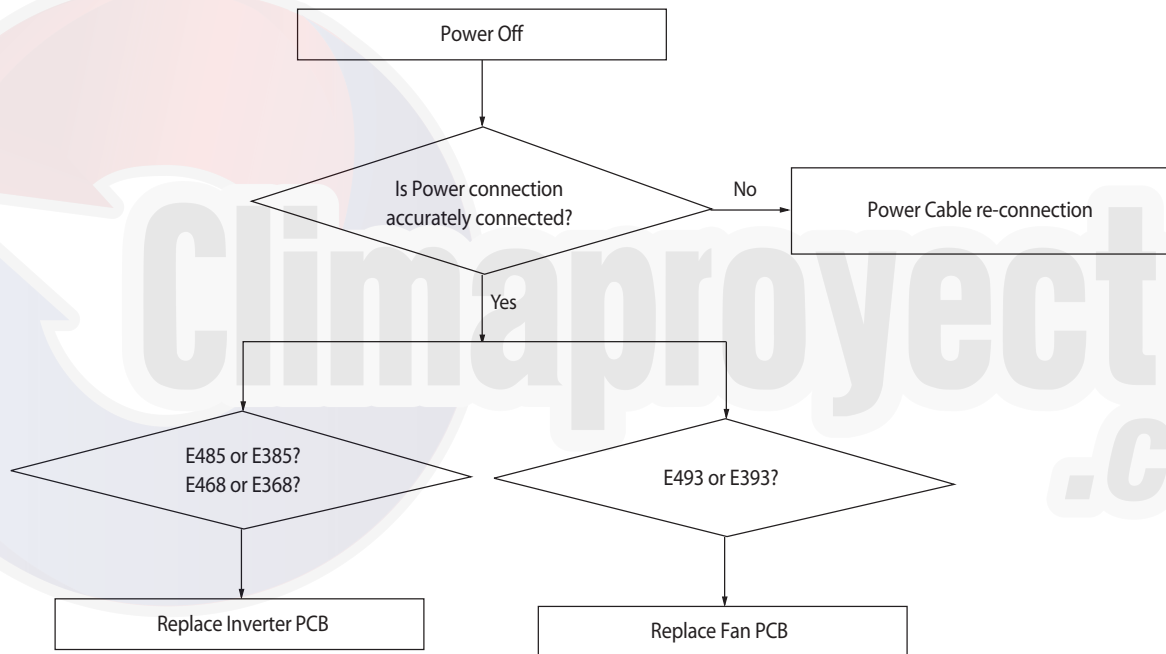 Power Off
Is Power connection
accurately connected?
No
Power Cable re-connection
Yes
Climaproyect
.c
E485 or E385?
E468 or E368?
E493 or E393?
Replace Inverter PCB
Replace Fan PCB